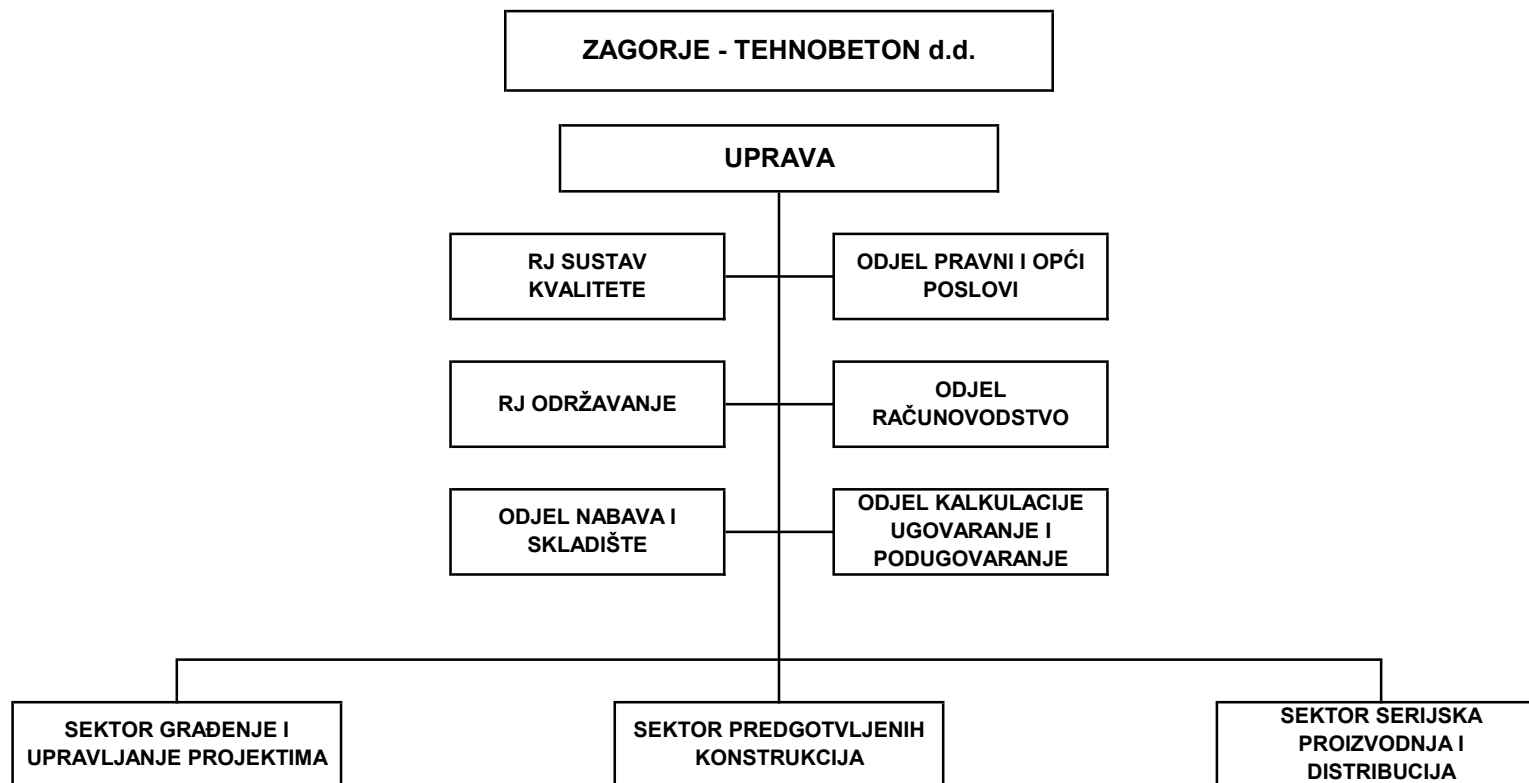 ZAGORJE - TEHNOBETON d.d.
UPRAVA
RJ SUSTAV
KVALITETE
ODJEL PRAVNI I OPĆI
POSLOVI
RJ ODRŽAVANJE
ODJEL
RAČUNOVODSTVO
ODJEL NABAVA I
SKLADIŠTE
ODJEL KALKULACIJE
UGOVARANJE I
PODUGOVARANJE
SEKTOR GRAĐENJE I
UPRAVLJANJE PROJEKTIMA
SEKTOR PREDGOTVLJENIH
KONSTRUKCIJA
SEKTOR SERIJSKA
PROIZVODNJA I
DISTRIBUCIJA